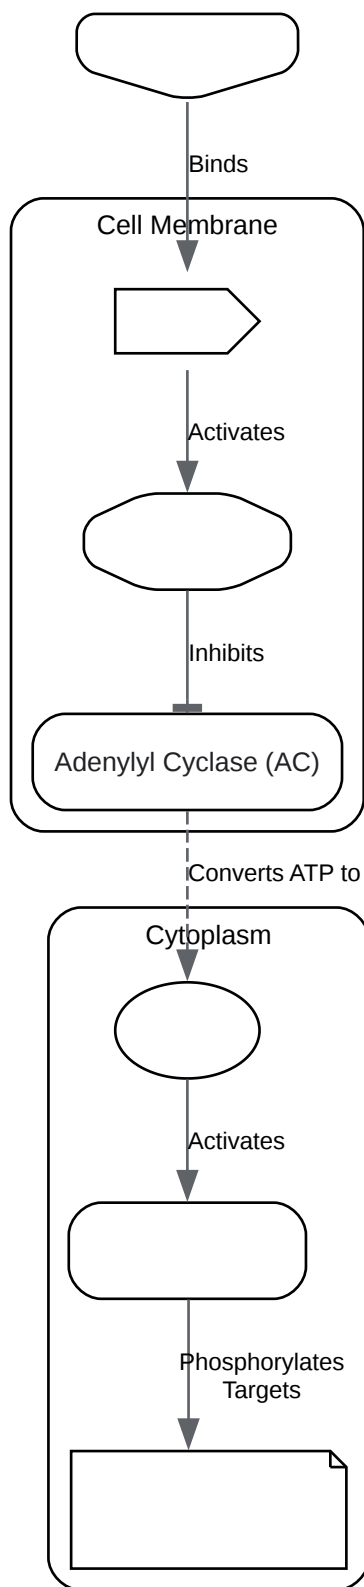 Binds
Cell Membrane
Activates
Inhibits
Adenylyl Cyclase (AC)
Converts ATP to
Cytoplasm
Activates
Phosphorylates
Targets